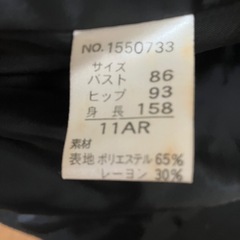 NO.1550733
サイズ
バスト 86
ヒップ 93
身長 158
11AR
素材
表地 ポリエステル 65%
レーヨン 30%